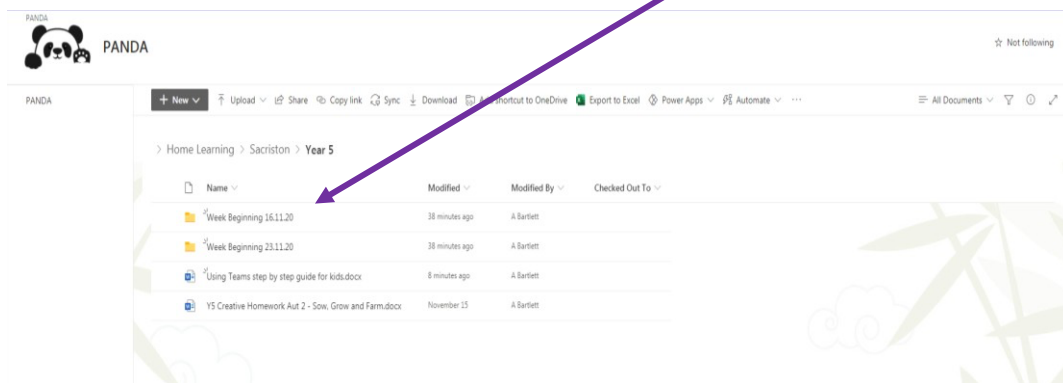 PANDA
PANDA
Not following
PANDA
+ New Upload Share Copy link Sync Download Add shortcut to OneDrive Export to Excel Power Apps Automate ... All Documents
> Home Learning > Sacriston > Year 5
Name Modified Modified By Checked Out To
Week Beginning 16.11.20 38 minutes ago A Bartlett
Week Beginning 23.11.20 38 minutes ago A Bartlett
Using Teams step by step guide for kids.docx 8 minutes ago A Bartlett
Y5 Creative Homework Aut 2 - Sow, Grow and Farm.docx November 15 A Bartlett